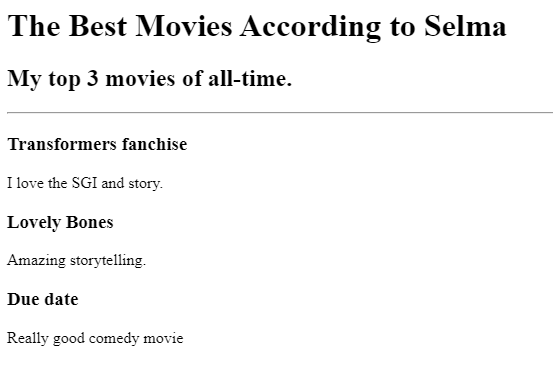 The Best Movies According to Selma
My top 3 movies of all-time.
Transformers fanchise
I love the SGI and story.
Lovely Bones
Amazing storytelling.
Due date
Really good comedy movie